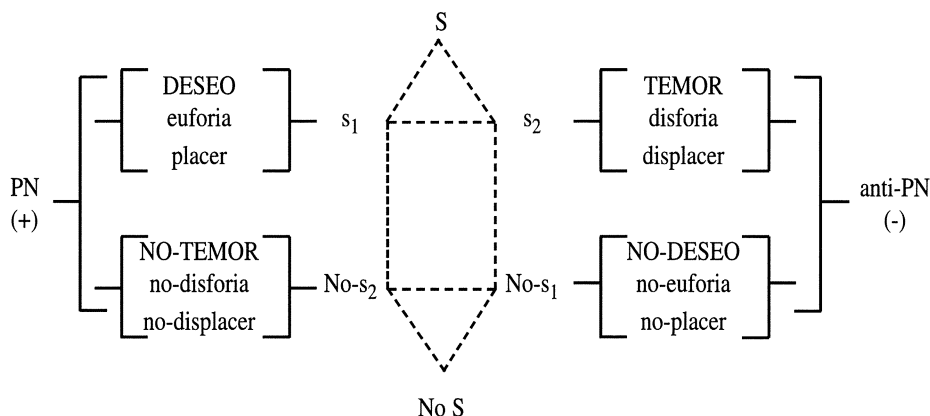 S
DESEO
euforia
placer
s1
s2
TEMOR
disforia
displacer
PN
(+)
anti-PN
(-)
NO-TEMOR
no-disforia
no-displacer
No-s2
No-s1
NO-DESEO
no-euforia
no-placer
No S